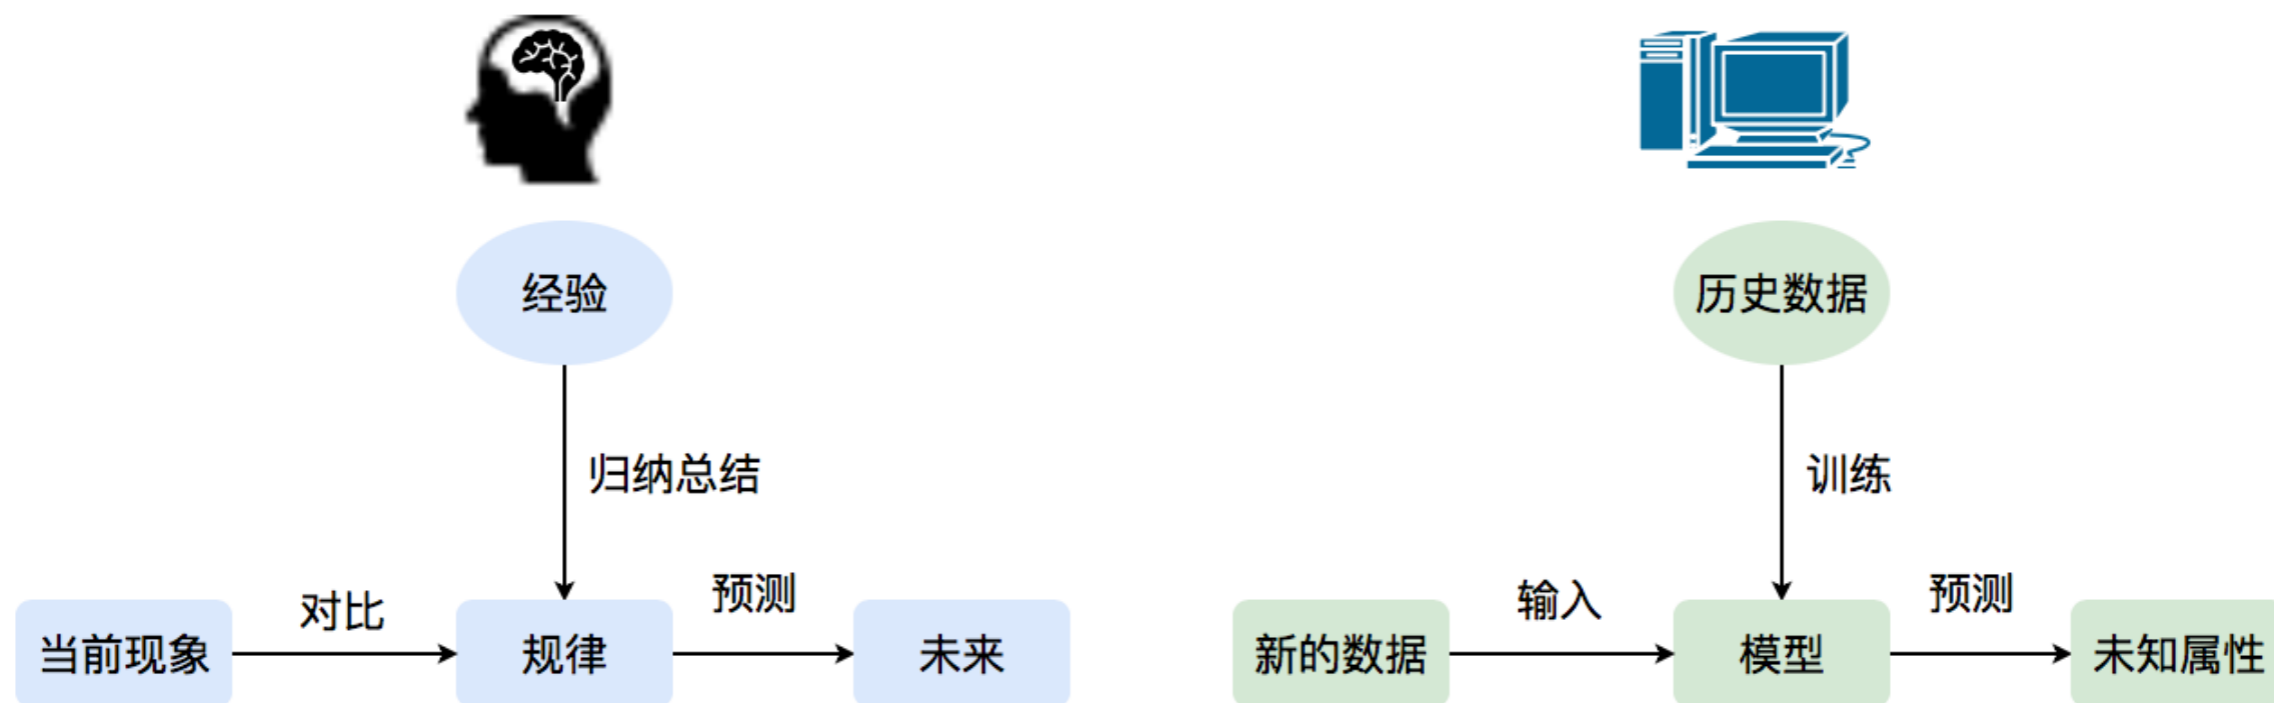 经验
归纳总结
当前现象
对比
规律
预测
未来
历史数据
训练
新的数据
输入
模型
预测
未知属性